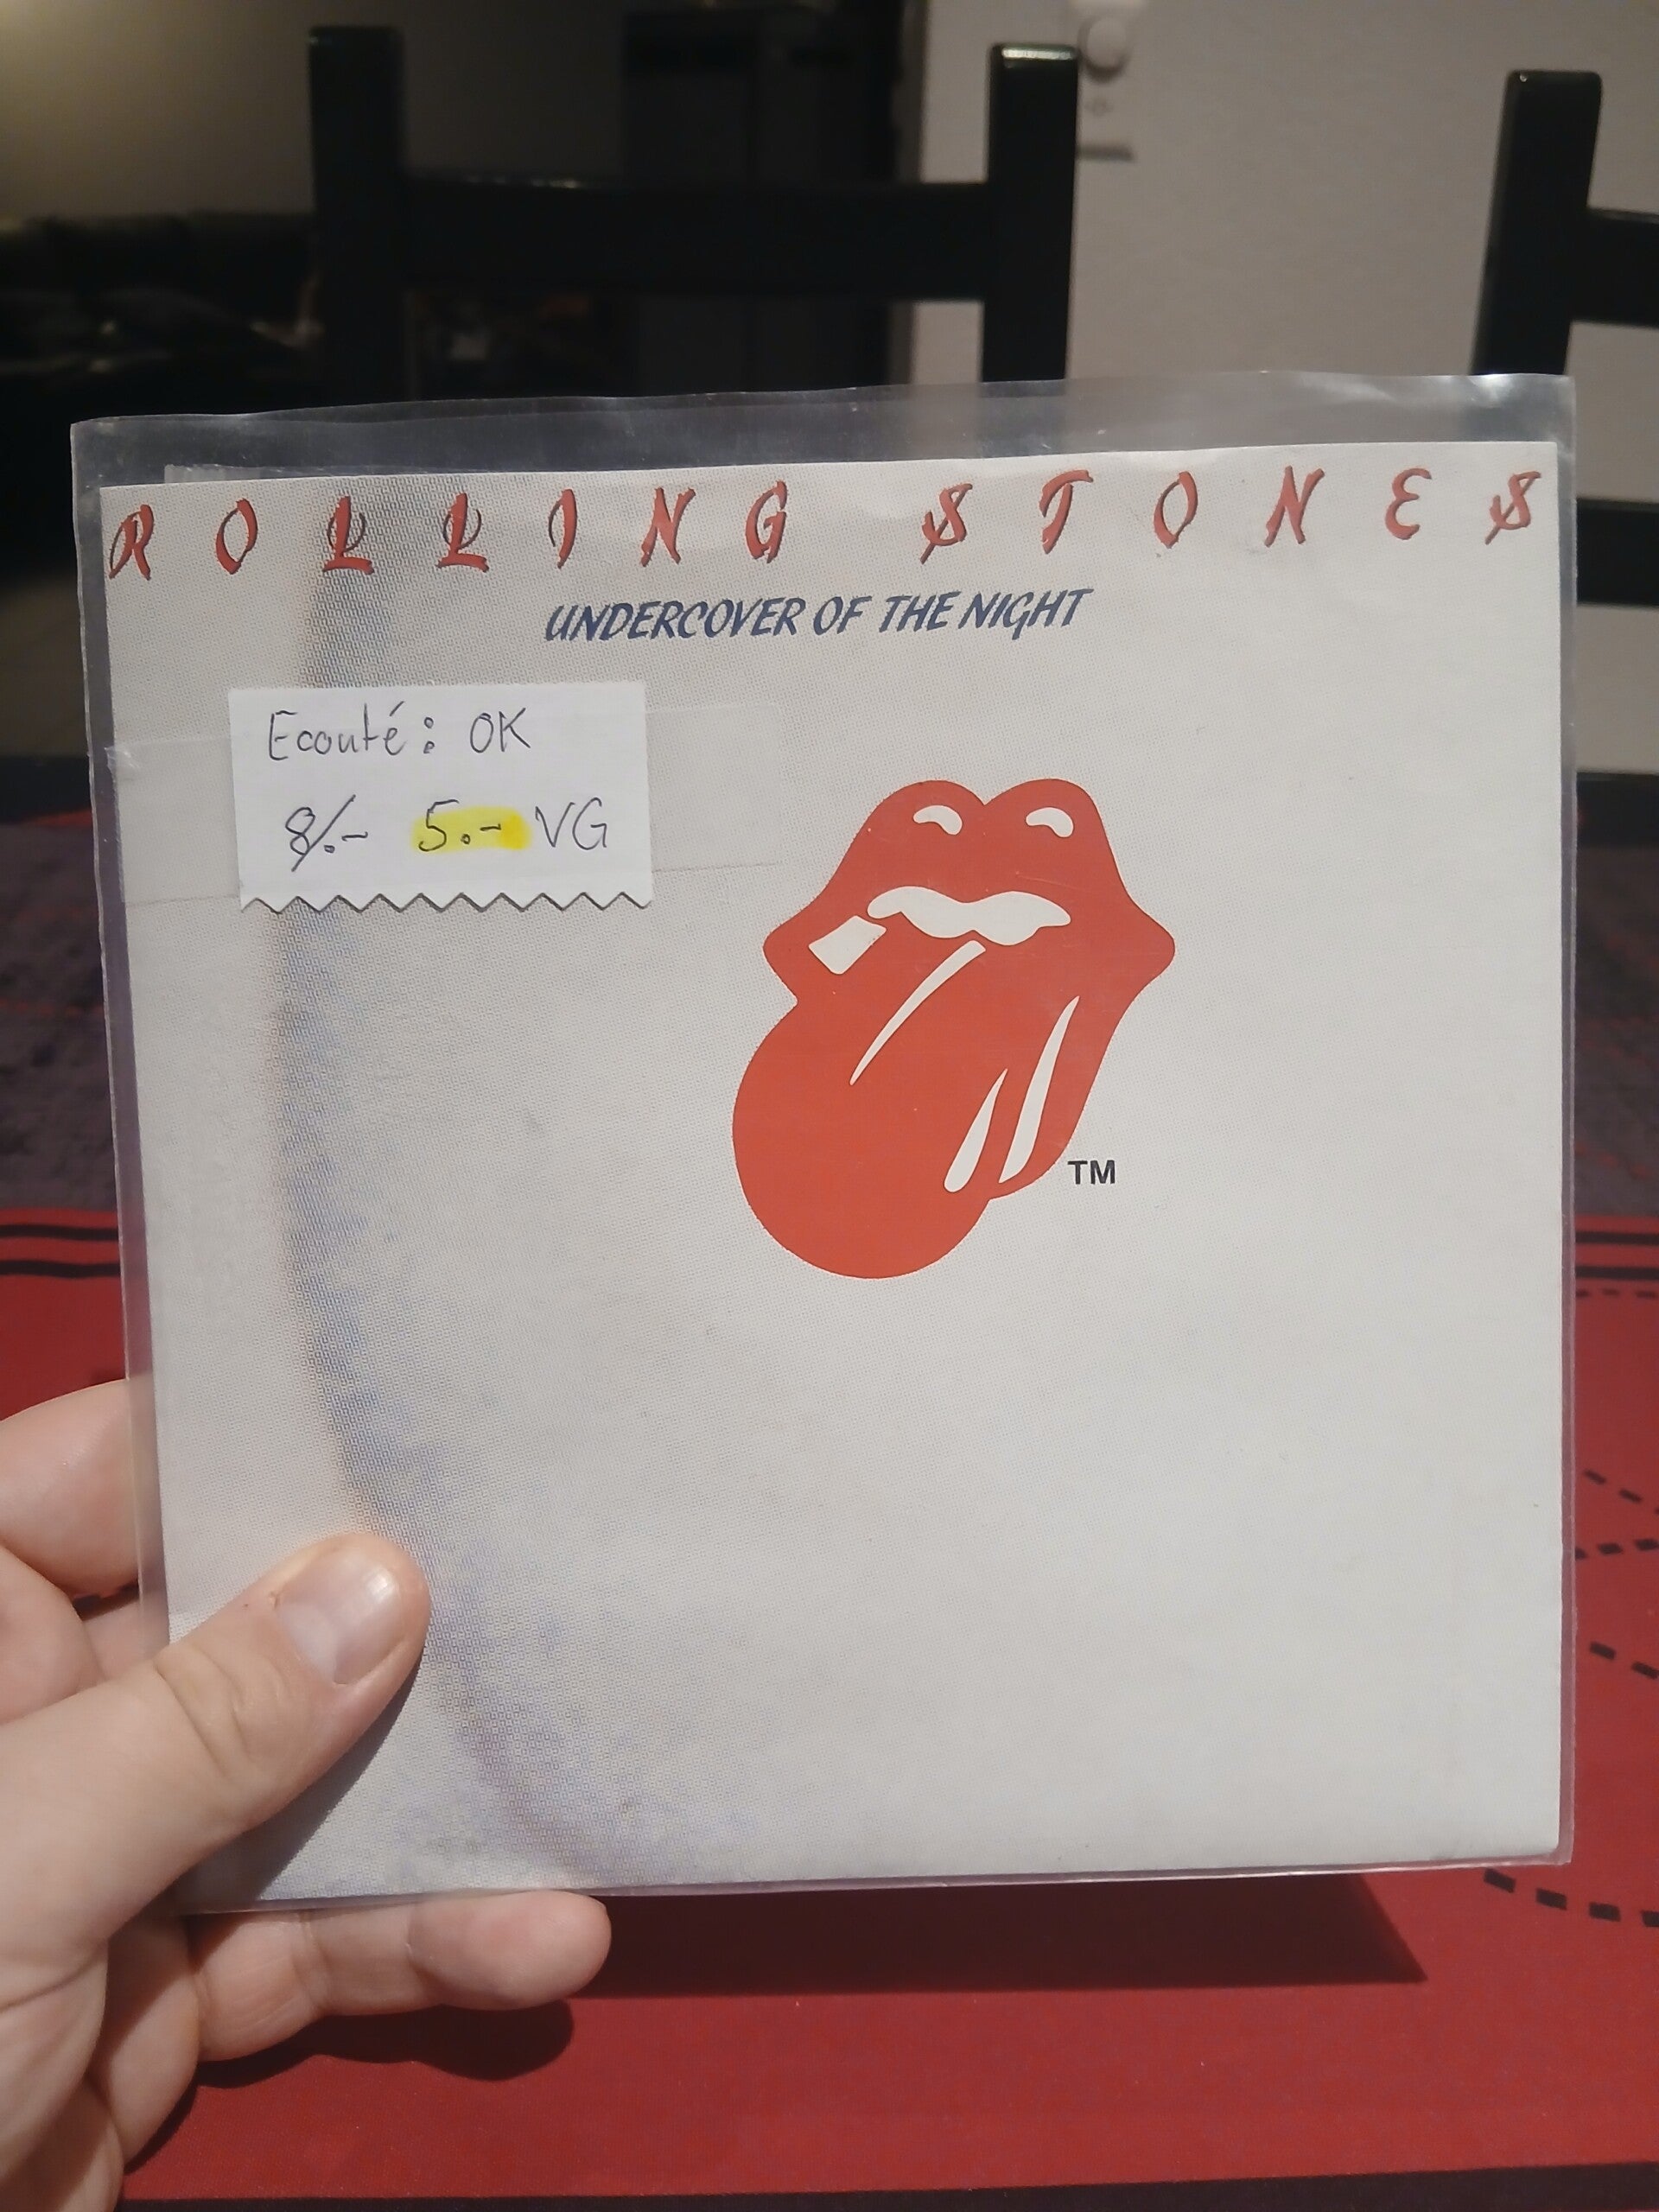 ROLLING STONES
UNDERCOVER OF THE NIGHT
Ecouté: OK
8.- 5.- VG
TM